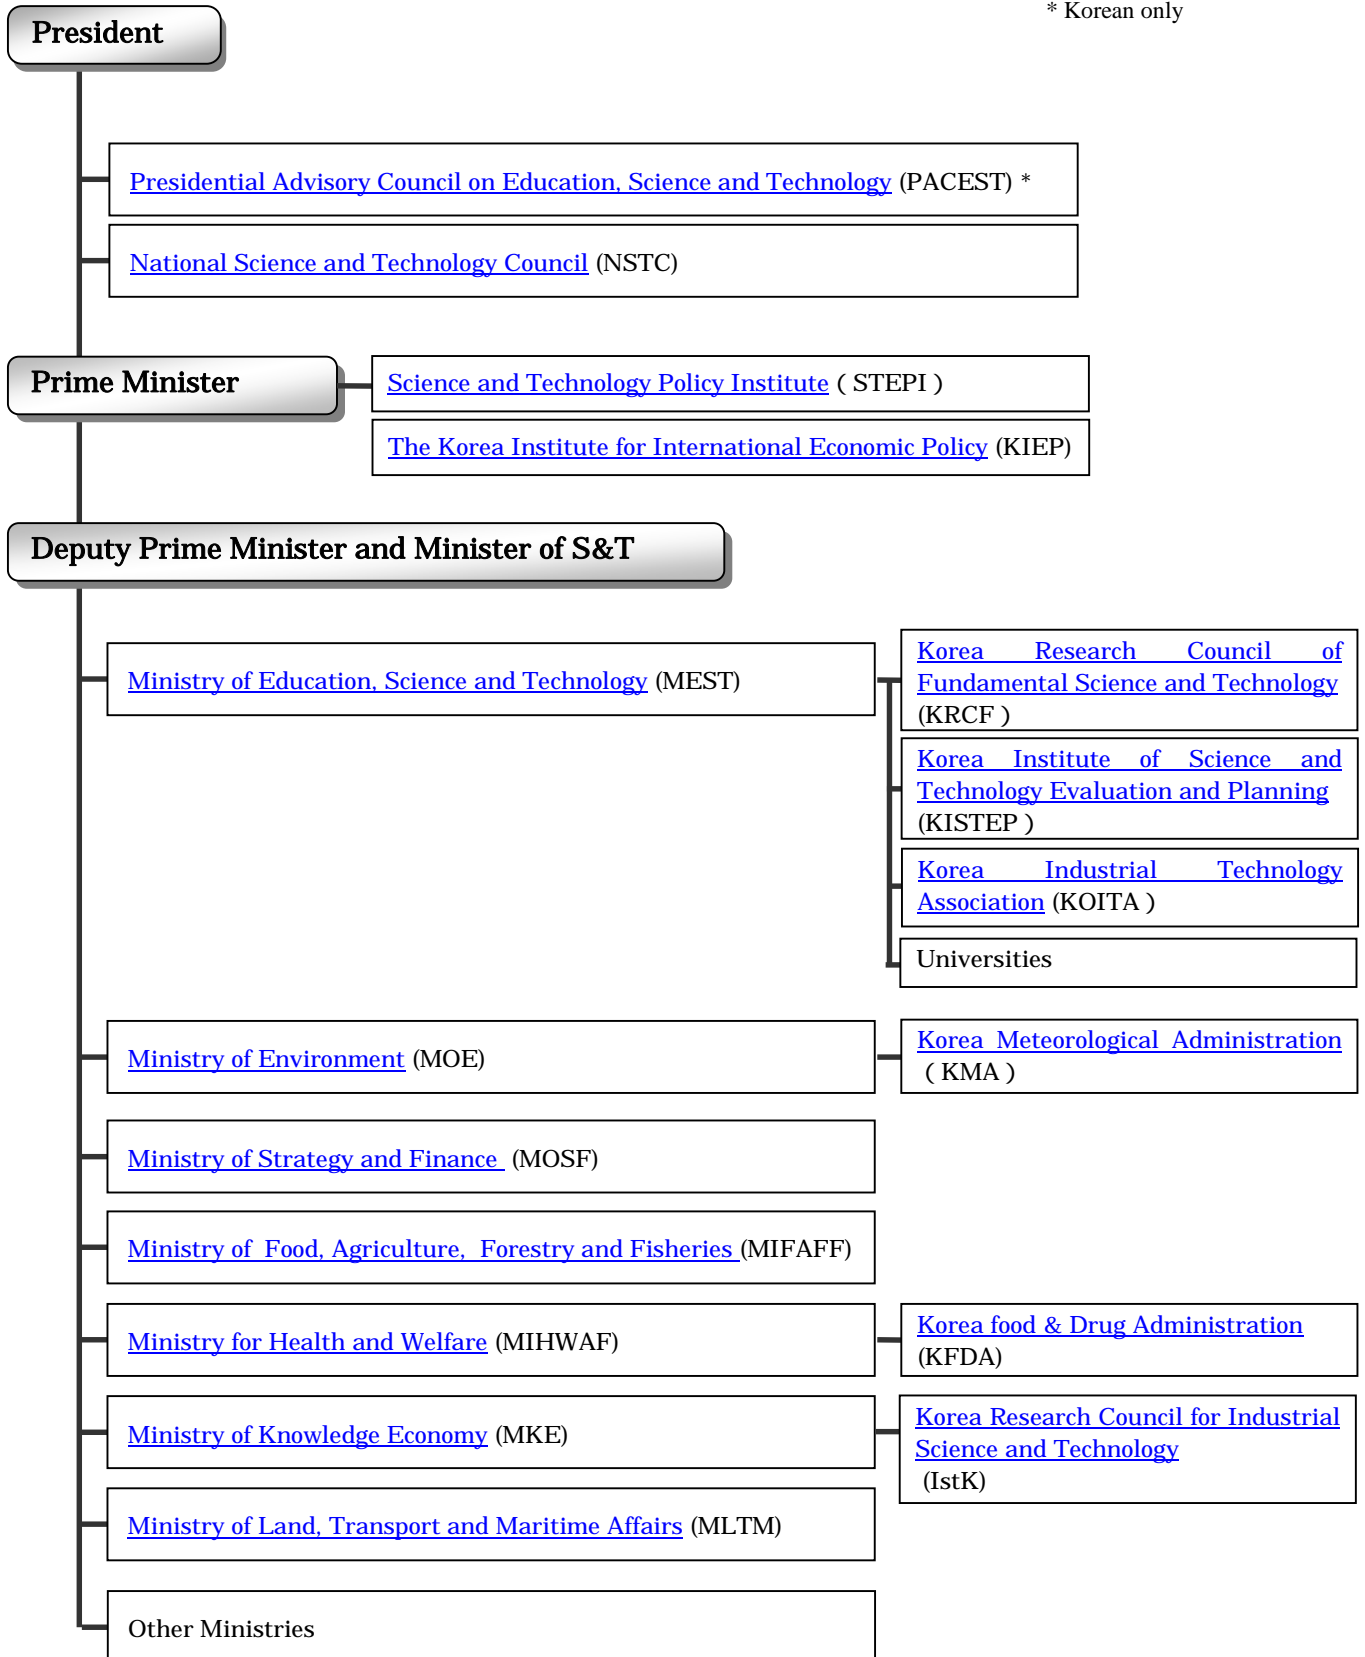 * Korean only
President
Presidential Advisory Council on Education, Science and Technology (PACEST) *
National Science and Technology Council (NSTC)
Prime Minister
Science and Technology Policy Institute ( STEPI )
The Korea Institute for International Economic Policy (KIEP)
Deputy Prime Minister and Minister of S&T
Ministry of Education, Science and Technology (MEST)
Korea Research Council of
Fundamental Science and Technology
(KRCF )
Korea Institute of Science and
Technology Evaluation and Planning
(KISTEP )
Korea Industrial Technology
Association (KOITA )
Universities
Ministry of Environment (MOE)
Korea Meteorological Administration
( KMA )
Ministry of Strategy and Finance (MOSF)
Ministry of Food, Agriculture, Forestry and Fisheries (MIFAFF)
Ministry for Health and Welfare (MIHWAF)
Korea food & Drug Administration
(KFDA)
Ministry of Knowledge Economy (MKE)
Korea Research Council for Industrial
Science and Technology
(IstK)
Ministry of Land, Transport and Maritime Affairs (MLTM)
Other Ministries